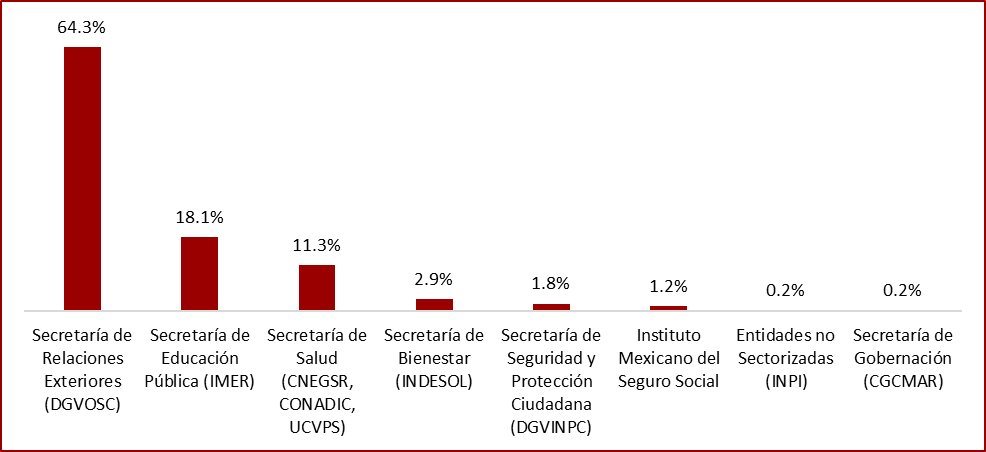 64.3%
18.1%
11.3%
2.9%
1.8%
1.2%
0.2%
0.2%
Secretaría de
Relaciones
Exteriores
(DGVOSC)
Secretaría de
Educación
Pública (IMER)
Secretaría de
Salud
(CNEGSR,
CONADIC,
UCVPS)
Secretaría de
Bienestar
(INDESOL)
Secretaría de
Seguridad y
Protección
Ciudadana
(DGVINPC)
Instituto
Mexicano del
Seguro Social
Entidades no
Sectorizadas
(INPI)
Secretaría de
Gobernación
(CGCMAR)